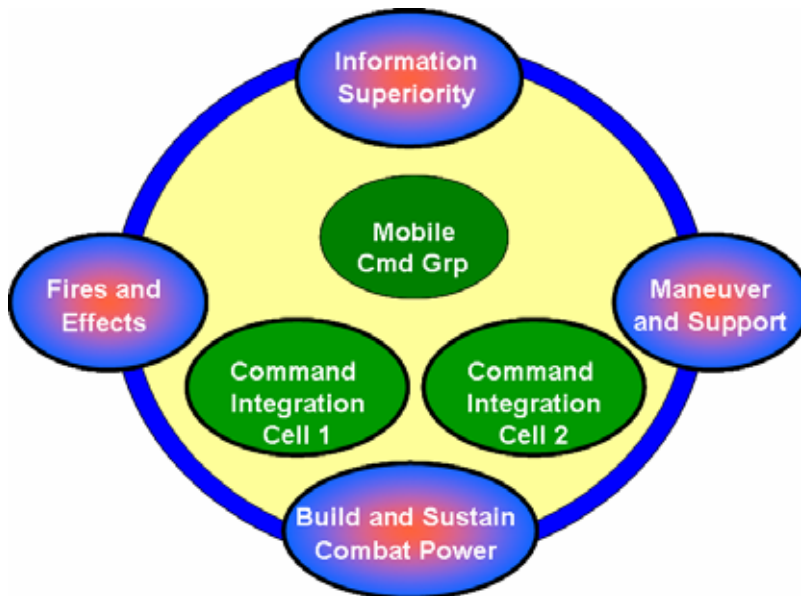 Information
Superiority
Mobile
Cmd Grp
Fires and
Effects
Maneuver
and Support
Command
Integration
Cell 1
Command
Integration
Cell 2
Build and Sustain
Combat Power